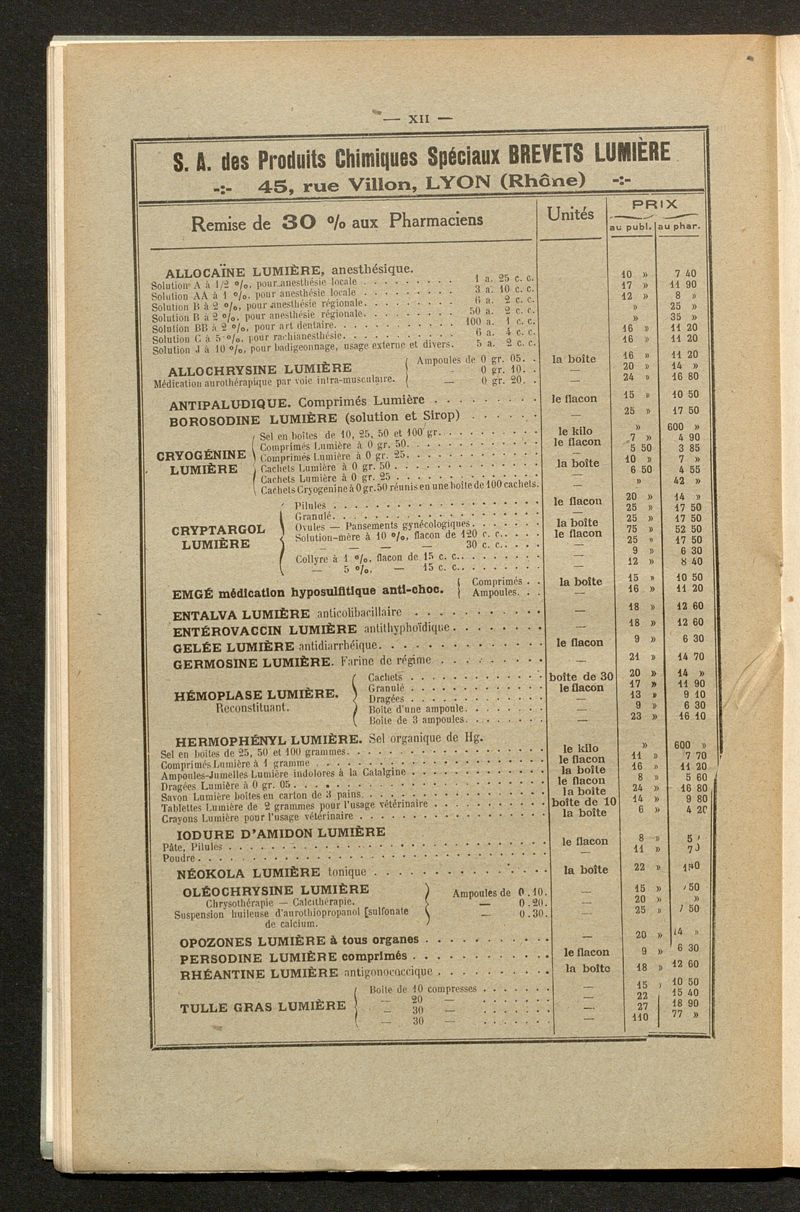 — XII —
S. A. des Produits Chimiques Spéciaux BREVETS LUMIÈRE
-:- 45, rue Villon, LYON (Rhône) -:-
Remise de 30 % aux Pharmaciens Unités PRIX
au publ. au phar.
ALLOCAÏNE LUMIÈRE, anesthésique.
Solution A à 1/2 %, pour anesthésie locale 1 a. 25 c. c. 10 » 7 40
Solution AA à 1 %, pour anesthésie locale 3 a. 10 c. c. 17 » 11 90
Solution B à 2 %, pour anesthésie régionale 6 a. 2 c. c. 12 » 8 »
Solution B à 2 %, pour anesthésie régionale 50 a. 2 c. c. » 25 »
Solution BB à 2 %, pour art dentaire 100 a. 1 c. c. » 35 »
Solution C à 5 %, pour rachianesthésie 6 a. 4 c. c. 16 » 11 20
Solution J à 10 %, pour badigeonnage, usage externe et divers. 5 a. 2 c. c. 16 » 11 20
Ampoules de 0 gr. 05. la boîte 16 » 11 20
ALLOCHRYSINE LUMIÈRE 0 gr. 10. — 20 » 14 »
Médication aurothérapique par voie intra-musculaire. — 0 gr. 20. — 24 » 16 80
ANTIPALUDIQUE. Comprimés Lumière le flacon 15 » 10 50
BOROSODINE LUMIÈRE (solution et Sirop) — 25 » 17 50
Sel en boîtes de 10, 25, 50 et 100 gr. le kilo » 600 »
Comprimés Lumière à 0 gr. 50. le flacon 7 » 4 90
CRYOGÉNINE Comprimés Lumière à 0 gr. 25. — 5 50 3 85
LUMIÈRE Cachets Lumière à 0 gr. 50 la boîte 10 » 7 »
Cachets Lumière à 0 gr. 25 — 6 50 4 55
Cachets Cryogenine à 0 gr. 50 réunis en une boîte de 100 cachets. — » 42 »
Pilules le flacon 20 » 14 »
Granulé. — 25 » 17 50
CRYPTARGOL Ovules — Pansements gynécologiques. la boîte 25 » 17 50
LUMIÈRE Solution-mère à 10 %, flacon de 120 c. c. le flacon 75 » 52 50
— — — — 30 c. c. — 25 » 17 50
Collyre à 1 %, flacon de 15 c. c. — 9 » 6 30
— 5 %, — 15 c. c. — 12 » 8 40
Comprimés la boîte 15 » 10 50
EMGÉ médication hyposulfitique anti-choc. Ampoules. — 16 » 11 20
ENTALVA LUMIÈRE anticolibacillaire — 18 » 12 60
ENTÉROVACCIN LUMIÈRE antithyphoïdique — 18 » 12 60
GELÉE LUMIÈRE antidiarrhéique. le flacon 9 » 6 30
GERMOSINE LUMIÈRE. Farine de régime — 21 » 14 70
Cachets boîte de 30 20 » 14 »
Granulé le flacon 17 » 11 90
HÉMOPLASE LUMIÈRE. Dragées — 13 » 9 10
Reconstituant. Boîte d'une ampoule. — 9 » 6 30
Boîte de 3 ampoules. — 23 » 16 10
HERMOPHÉNYL LUMIÈRE. Sel organique de Hg.
Sel en boîtes de 25, 50 et 100 grammes. le kilo » 600 »
Comprimés Lumière à 1 gramme le flacon 11 » 7 70
Ampoules-Jumelles Lumière indolores à la Catalgine la boîte 16 » 11 20
Dragées Lumière à 0 gr. 05. le flacon 8 » 5 60
Savon Lumière boîtes en carton de 3 pains. la boîte 24 » 16 80
Tablettes Lumière de 2 grammes pour l'usage vétérinaire boîte de 10 14 » 9 80
Crayons Lumière pour l'usage vétérinaire la boîte 6 » 4 20
IODURE D'AMIDON LUMIÈRE
Pâte, Pilules le flacon 8 » 5
Poudre. — 11 » 7
NÉOKOLA LUMIÈRE tonique la boîte 22 »
OLÉOCHRYSINE LUMIÈRE Ampoules de 0.10. — 15 » 50
Chrysothérapie — Calcithérapie. — 0.20. — 20 » »
Suspension huileuse d'aurothiopropanol [sulfonate — 0.30. — 25 » 50
de calcium.
OPOZONES LUMIÈRE à tous organes — 20 » 14 »
PERSODINE LUMIÈRE comprimés le flacon 9 » 6 30
RHÉANTINE LUMIÈRE antigonococcique la boîte 18 » 12 60
Boîte de 10 compresses — 15 10 50
— 20 — — 22 15 40
TULLE GRAS LUMIÈRE — 30 — — 27 18 90
— 30 — — 110 77 »